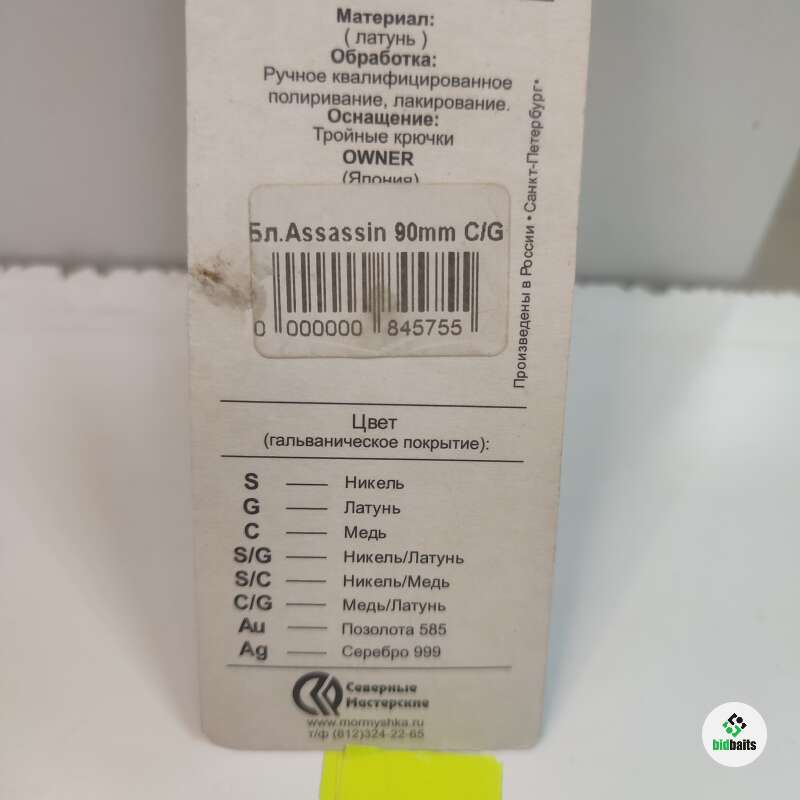 Материал:
( латунь )
Обработка:
Ручное квалифицированное
полиривание, лакирование.
Оснащение:
Тройные крючки
OWNER
(Япония)
Бл.Assassin 90mm C/G
0 000000 845755
Произведены в России • Санкт-Петербург•
Цвет
(гальваническое покрытие):
S — Никель
G — Латунь
C — Медь
S/G — Никель/Латунь
S/C — Никель/Медь
C/G — Медь/Латунь
Au — Позолота 585
Ag — Серебро 999
Северные
Мастерские
www.mormyshka.ru
т/ф (812)324-22-65
bidbaits